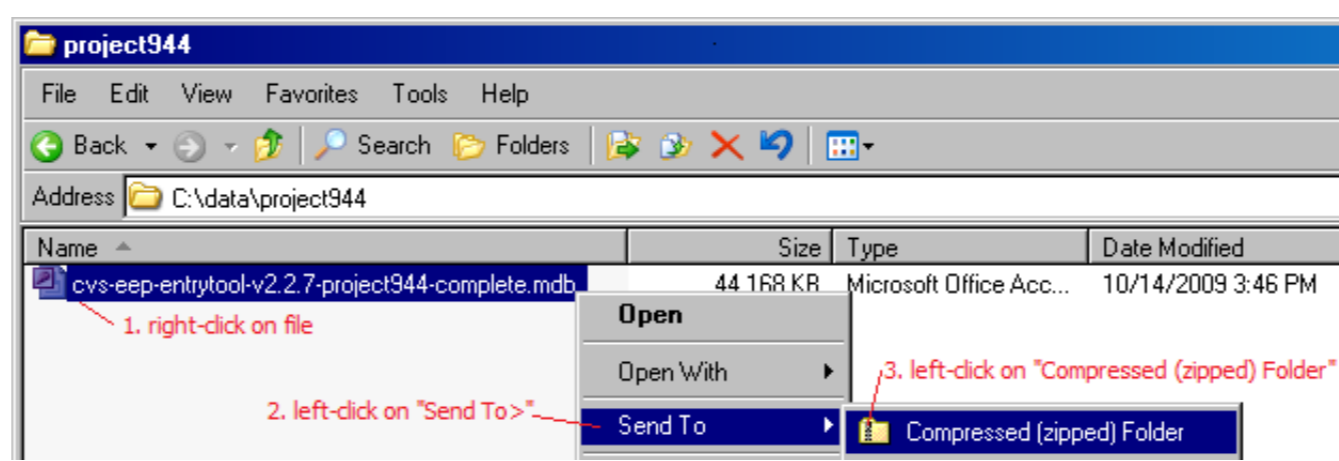 project944
File Edit View Favorites Tools Help
Back Search Folders
Address C:\data\project944
Name Size Type Date Modified
cvs-eep-entrytool-v2.2.7-project944-complete.mdb 44,168 KB Microsoft Office Acc... 10/14/2009 3:46 PM
1. right-click on file
Open
Open With
3. left-click on "Compressed (zipped) Folder"
2. left-click on "Send To>"
Send To
Compressed (zipped) Folder